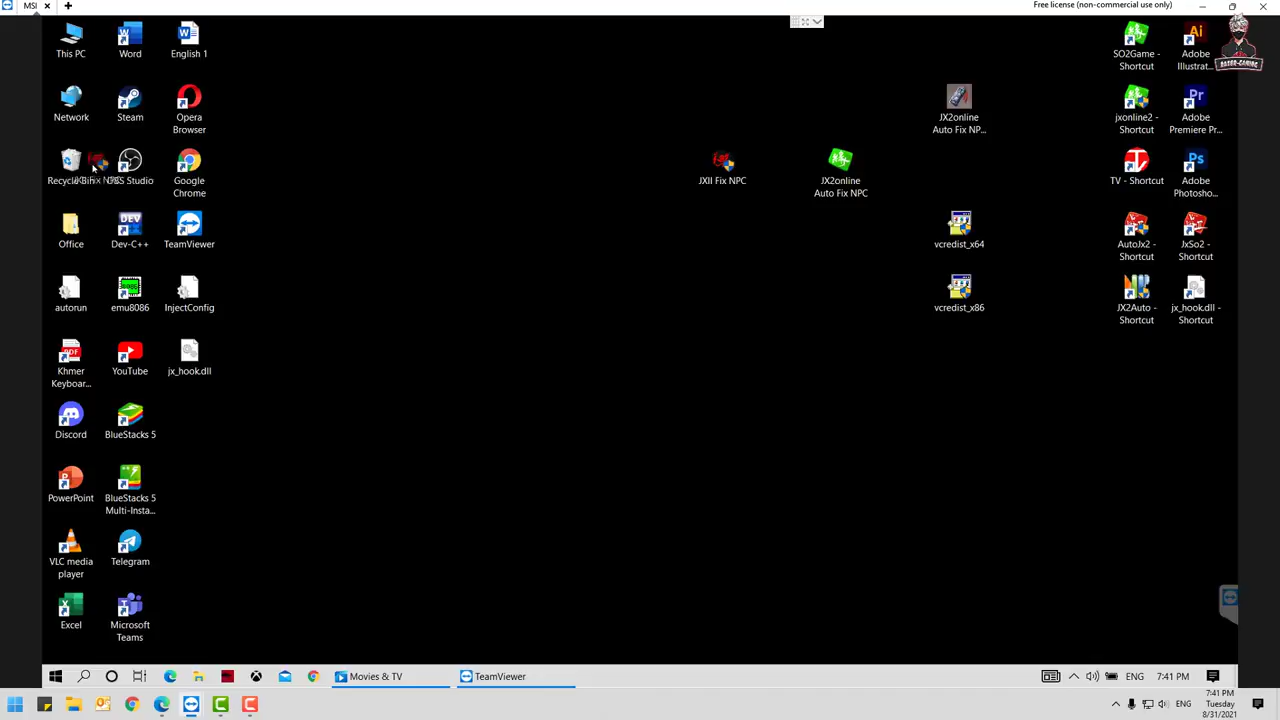 MSI
Free license (non-commercial use only)
This PC
Word
English 1
SO2Game -
Shortcut
Adobe
Illustrat...
Network
Steam
Opera
Browser
JX2online
Auto Fix NP...
jxonline2 -
Shortcut
Adobe
Premiere Pr...
Recycle Bin
OBS Studio
Google
Chrome
JXII Fix NPC
JX2online
Auto Fix NPC
TV - Shortcut
Adobe
Photosho...
Office
Dev-C++
TeamViewer
vcredist_x64
AutoJx2 -
Shortcut
JxSo2 -
Shortcut
autorun
emu8086
InjectConfig
vcredist_x86
JX2Auto -
Shortcut
jx_hook.dll -
Shortcut
Khmer
Keyboar...
YouTube
jx_hook.dll
Discord
BlueStacks 5
PowerPoint
BlueStacks 5
Multi-Insta...
VLC media
player
Telegram
Excel
Microsoft
Teams
Movies & TV
TeamViewer
ENG
7:41 PM
ENG
7:41 PM
Tuesday
8/31/2021